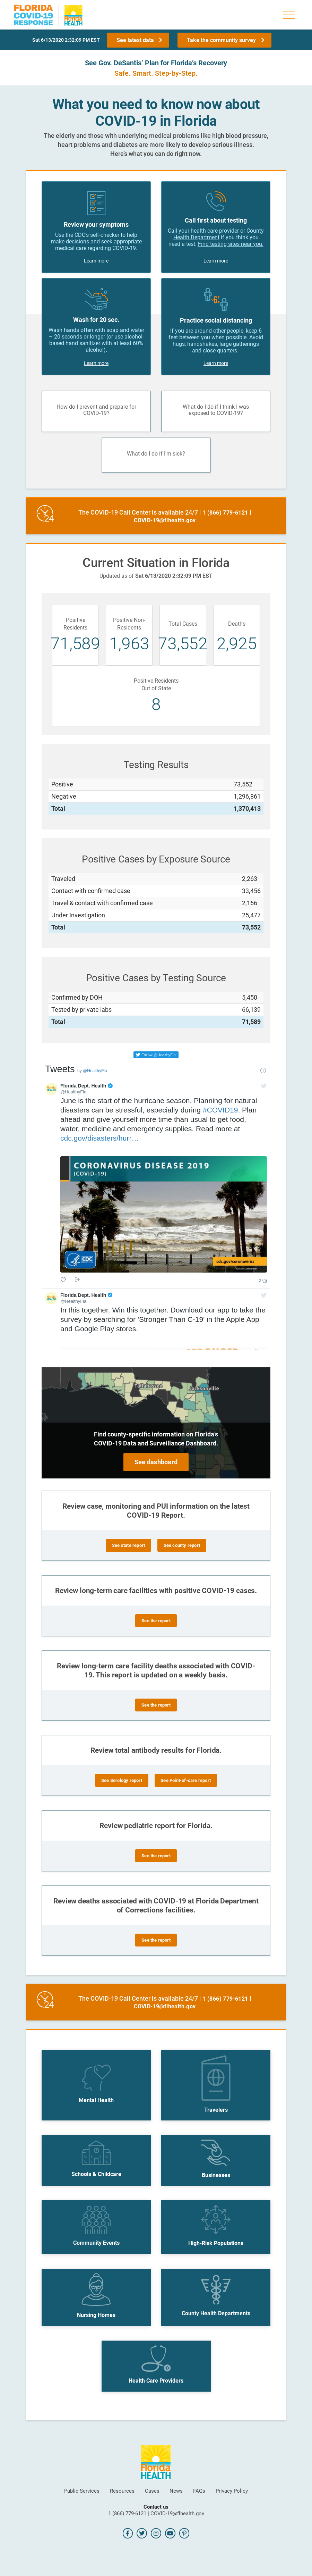 FLORIDA
COVID-19
RESPONSE
Florida
HEALTH
Sat 6/13/2020 2:32:09 PM EST
See latest data
Take the community survey
See Gov. DeSantis' Plan for Florida's Recovery
Safe. Smart. Step-by-Step.
What you need to know now about
COVID-19 in Florida
The elderly and those with underlying medical problems like high blood pressure,
heart problems and diabetes are more likely to develop serious illness.
Here's what you can do right now.
Review your symptoms
Use the CDC's self-checker to help
make decisions and seek appropriate
medical care regarding COVID-19.
Learn more
Call first about testing
Call your health care provider or County
Health Department if you think you
need a test. Find testing sites near you.
Learn more
Wash for 20 sec.
Wash hands often with soap and water
– 20 seconds or longer (or use alcohol-
based hand sanitizer with at least 60%
alcohol).
Learn more
6'
Practice social distancing
If you are around other people, keep 6
feet between you when possible. Avoid
hugs, handshakes, large gatherings
and close quarters.
Learn more
How do I prevent and prepare for
COVID-19?
What do I do if I think I was
exposed to COVID-19?
What do I do if I'm sick?
24
The COVID-19 Call Center is available 24/7 | 1 (866) 779-6121 |
COVID-19@flhealth.gov
Current Situation in Florida
Updated as of Sat 6/13/2020 2:32:09 PM EST
Positive
Residents
71,589
Positive Non-
Residents
1,963
Total Cases
73,552
Deaths
2,925
Positive Residents
Out of State
8
Testing Results
Positive 73,552
Negative 1,296,861
Total 1,370,413
Positive Cases by Exposure Source
Traveled 2,263
Contact with confirmed case 33,456
Travel & contact with confirmed case 2,166
Under Investigation 25,477
Total 73,552
Positive Cases by Testing Source
Confirmed by DOH 5,450
Tested by private labs 66,139
Total 71,589
Follow @HealthyFla
Tweets by @HealthyFla
Florida Dept. Health
@HealthyFla
June is the start of the hurricane season. Planning for natural
disasters can be stressful, especially during #COVID19. Plan
ahead and give yourself more time than usual to get food,
water, medicine and emergency supplies. Read more at
cdc.gov/disasters/hurr…
CORONAVIRUS DISEASE 2019
(COVID-19)
CDC
cdc.gov/coronavirus
23h
Florida Dept. Health
@HealthyFla
In this together. Win this together. Download our app to take the
survey by searching for 'Stronger Than C-19' in the Apple App
and Google Play stores.
Tallahassee
Jacksonville
Find county-specific information on Florida's
COVID-19 Data and Surveillance Dashboard.
See dashboard
Review case, monitoring and PUI information on the latest
COVID-19 Report.
See state report
See county report
Review long-term care facilities with positive COVID-19 cases.
See the report
Review long-term care facility deaths associated with COVID-
19. This report is updated on a weekly basis.
See the report
Review total antibody results for Florida.
See Serology report
See Point-of-care report
Review pediatric report for Florida.
See the report
Review deaths associated with COVID-19 at Florida Department
of Corrections facilities.
See the report
24
The COVID-19 Call Center is available 24/7 | 1 (866) 779-6121 |
COVID-19@flhealth.gov
Mental Health
Travelers
Schools & Childcare
Businesses
Community Events
High-Risk Populations
Nursing Homes
County Health Departments
Health Care Providers
Florida
HEALTH
Public Services
Resources
Cases
News
FAQs
Privacy Policy
Contact us
1 (866) 779-6121 | COVID-19@flhealth.gov